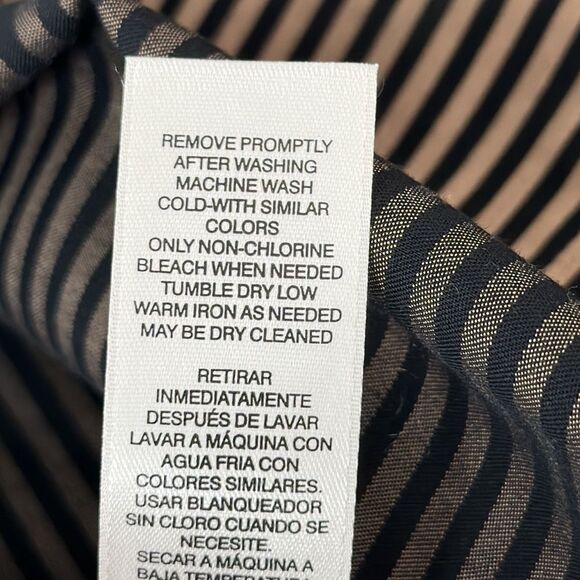 REMOVE PROMPTLY
AFTER WASHING
MACHINE WASH
COLD-WITH SIMILAR
COLORS
ONLY NON-CHLORINE
BLEACH WHEN NEEDED
TUMBLE DRY LOW
WARM IRON AS NEEDED
MAY BE DRY CLEANED
RETIRAR
INMEDIATAMENTE
DESPUÉS DE LAVAR
LAVAR A MÁQUINA CON
AGUA FRIA CON
COLORES SIMILARES.
USAR BLANQUEADOR
SIN CLORO CUANDO SE
NECESITE.
SECAR A MÁQUINA A
BAJA TEMPERATURA